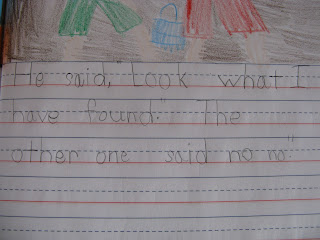 He said," Look what I
have found." The
other one said no no."